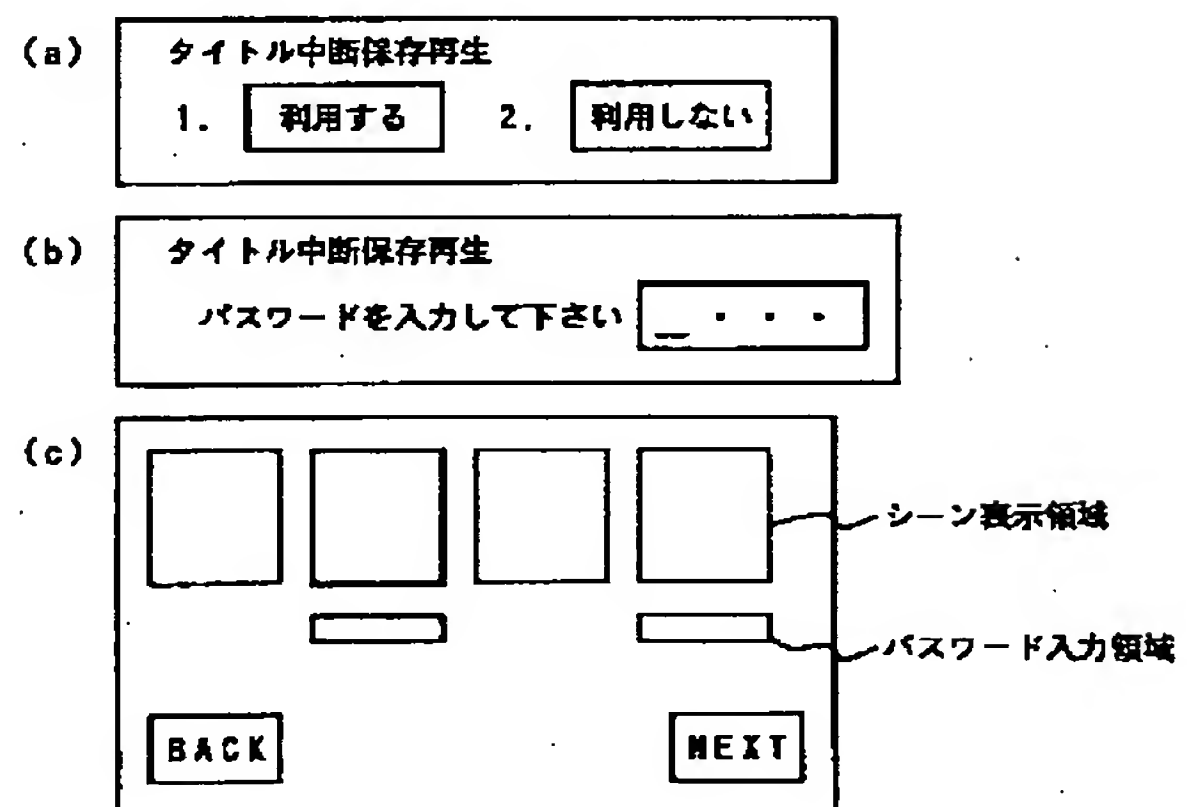 (a)
タイトル中断保存再生
1. 利用する 2. 利用しない
(b)
タイトル中断保存再生
パスワードを入力して下さい _ ・ ・ ・
(c)
シーン表示領域
パスワード入力領域
BACK NEXT